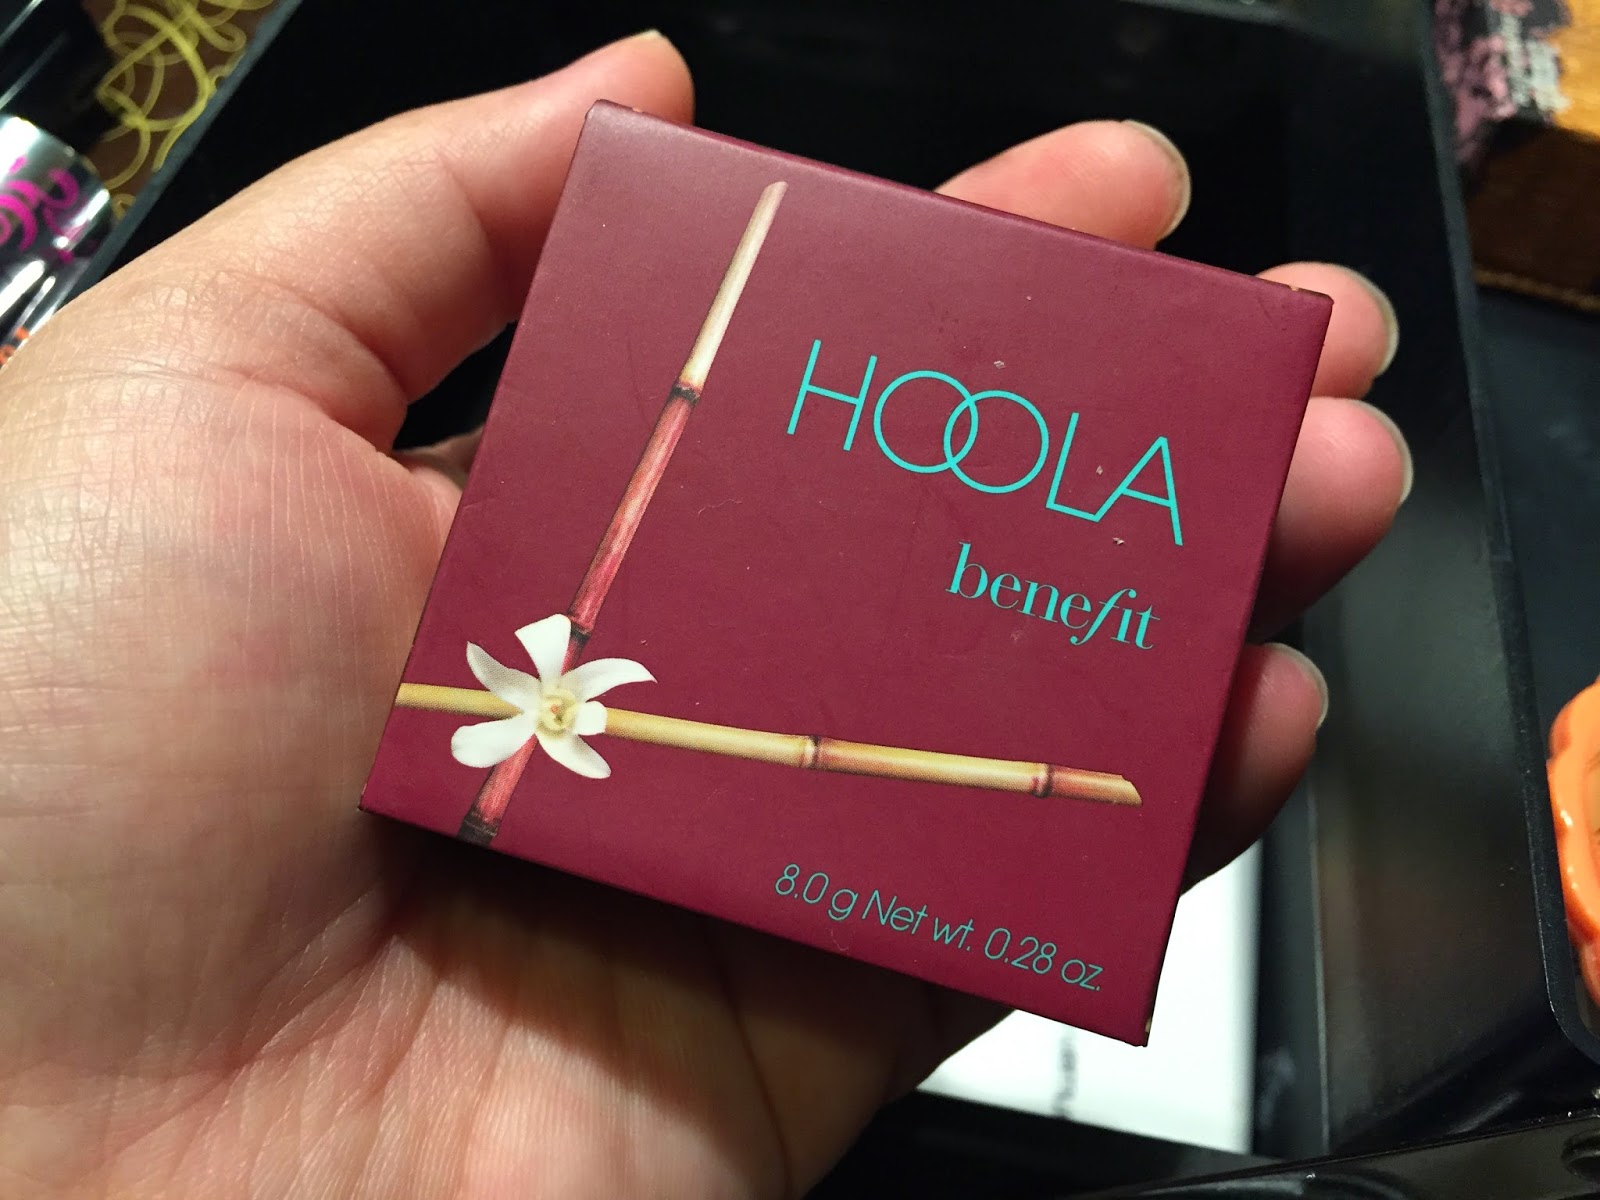 HOOLA
benefit
8.0 g Net wt. 0.28 oz.